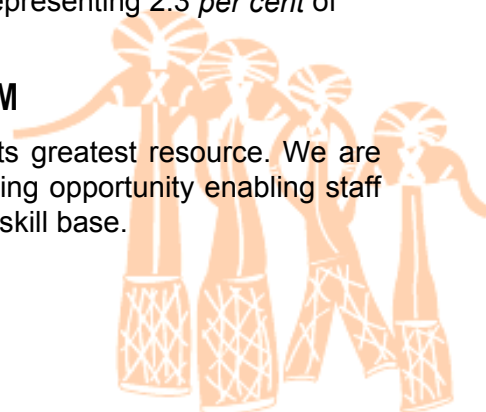 epresenting 2.3 per cent of
M
ts greatest resource. We are
ing opportunity enabling staff
skill base.